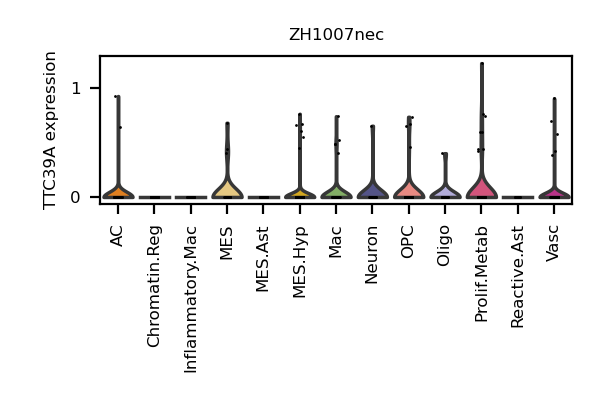 ZH1007nec
TTC39A expression
1
0
AC
Chromatin.Reg
Inflammatory.Mac
MES
MES.Ast
MES.Hyp
Mac
Neuron
OPC
Oligo
Prolif.Metab
Reactive.Ast
Vasc